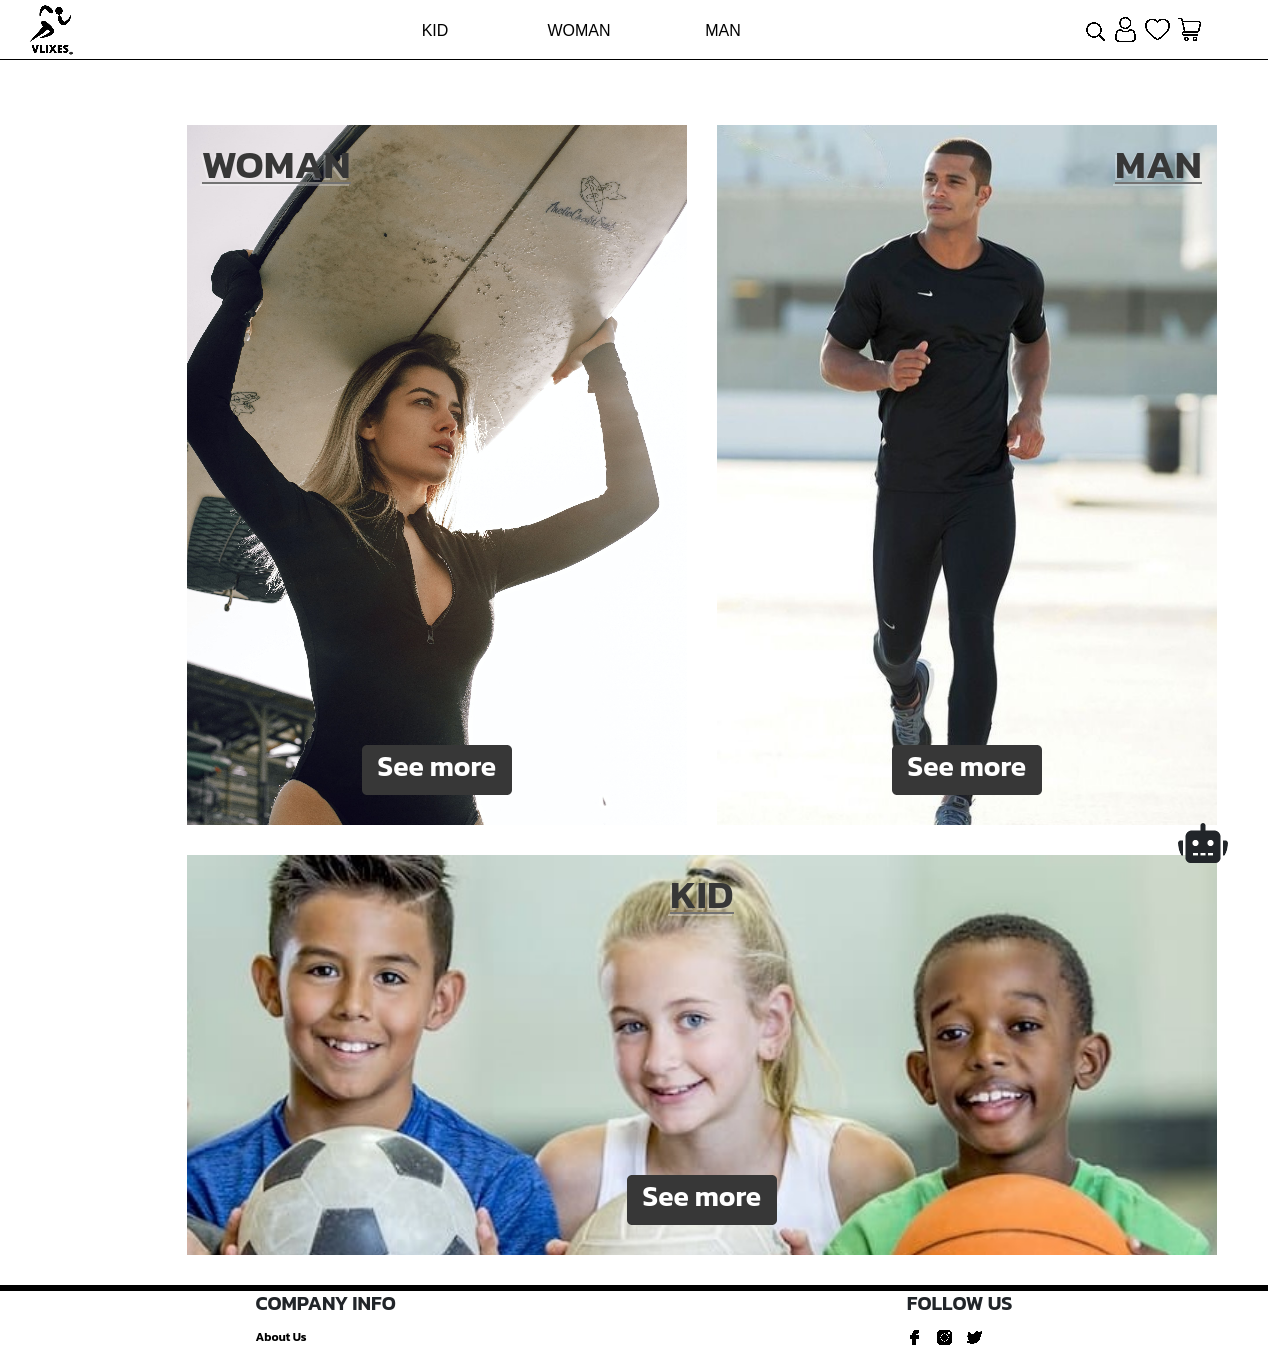 VLIXES
KID
WOMAN
MAN
WOMAN
MAN
See more
See more
KID
See more
COMPANY INFO
FOLLOW US
About Us